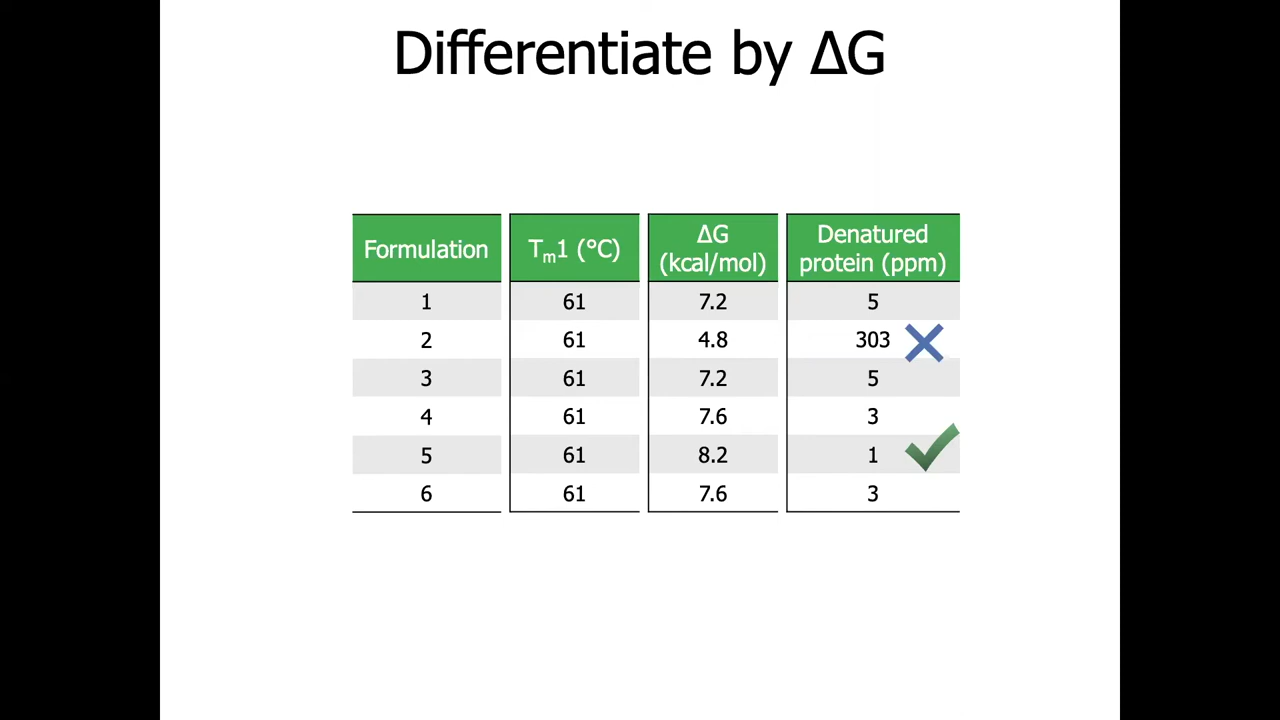 Differentiate by ΔG
Formulation Tm1 (°C) ΔG (kcal/mol) Denatured protein (ppm)
1 61 7.2 5
2 61 4.8 303
3 61 7.2 5
4 61 7.6 3
5 61 8.2 1
6 61 7.6 3